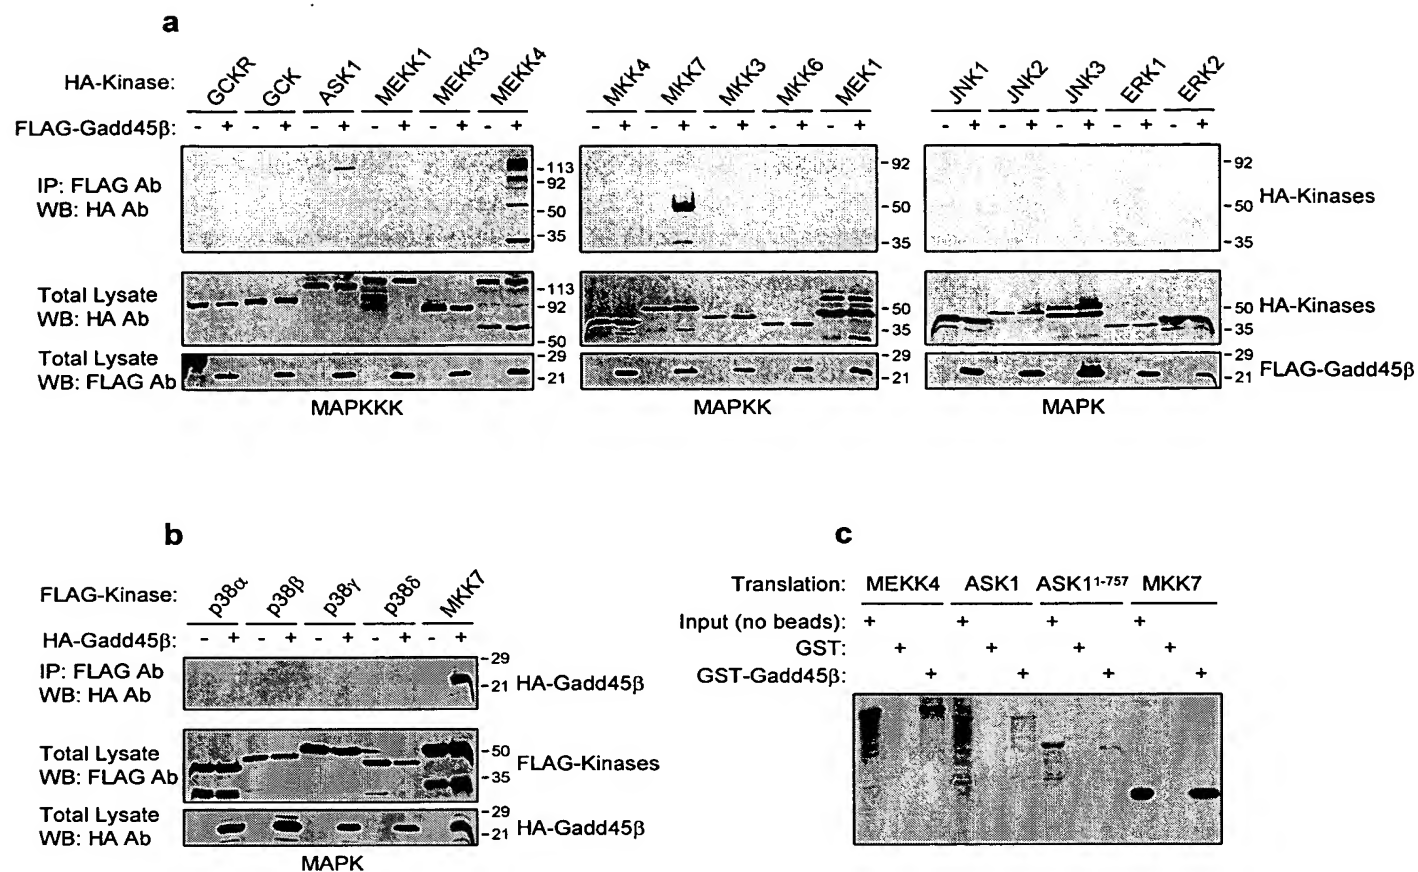 a
HA-Kinase: GCKR GCK ASK1 MEKK1 MEKK3 MEKK4 MKK4 MKK7 MKK3 MKK6 MEK1 JNK1 JNK2 JNK3 ERK1 ERK2
FLAG-Gadd45β: - + - + - + - + - + - + - + - + - + - + - + - + - + - + - + - +
IP: FLAG Ab
WB: HA Ab
-113
-92
-50
-35
-92
-50
-35
-92
-50
-35
HA-Kinases
Total Lysate
WB: HA Ab
-113
-92
-50
-50
-35
-50
-35
HA-Kinases
Total Lysate
WB: FLAG Ab
-29
-21
-29
-21
-29
-21
FLAG-Gadd45β
MAPKKK MAPKK MAPK
b
FLAG-Kinase: p38α p38β p38γ p38δ MKK7
HA-Gadd45β: - + - + - + - + - +
IP: FLAG Ab
WB: HA Ab
-29
-21
HA-Gadd45β
Total Lysate
WB: FLAG Ab
-50
-35
FLAG-Kinases
Total Lysate
WB: HA Ab
-29
-21
HA-Gadd45β
MAPK
c
Translation: MEKK4 ASK1 ASK1¹⁻⁷⁵⁷ MKK7
Input (no beads): + + + +
GST: + + + +
GST-Gadd45β: + + + +